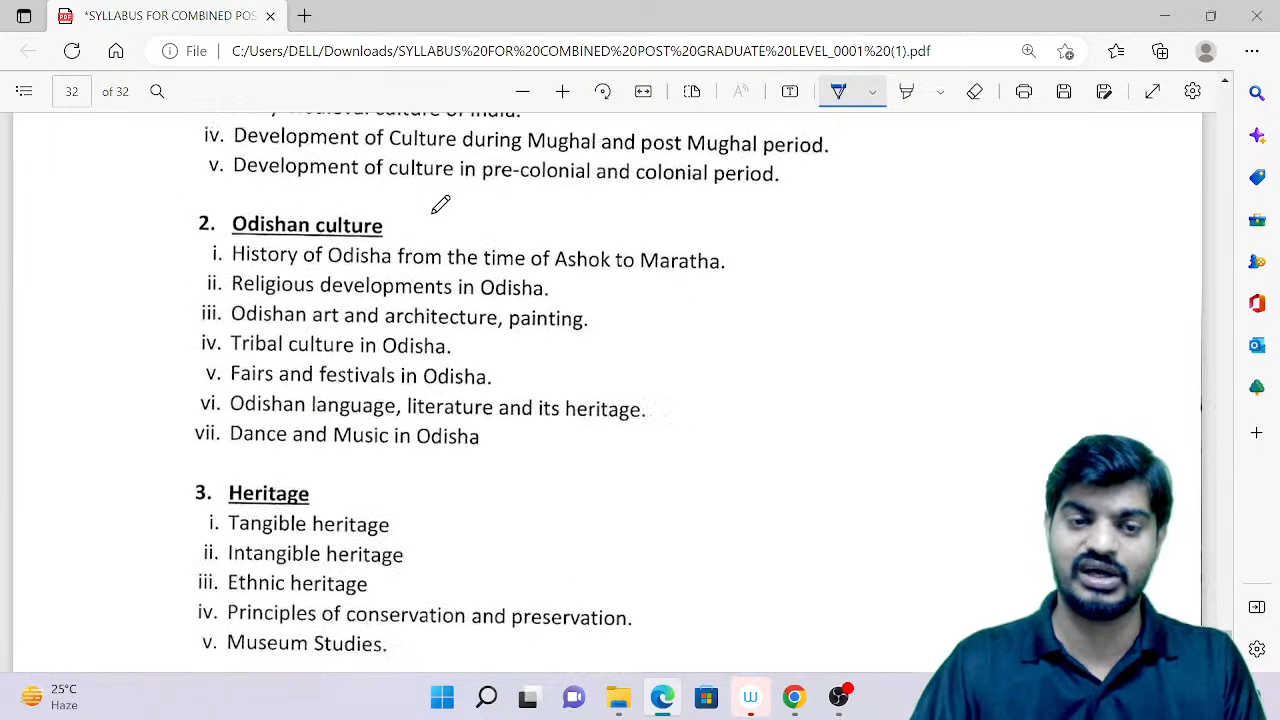 *SYLLABUS FOR COMBINED POS
File
C:/Users/DELL/Downloads/SYLLABUS%20FOR%20COMBINED%20POST%20GRADUATE%20LEVEL_0001%20(1).pdf
32 of 32
culture of India.
iv. Development of Culture during Mughal and post Mughal period.
v. Development of culture in pre-colonial and colonial period.
2. Odishan culture
i. History of Odisha from the time of Ashok to Maratha.
ii. Religious developments in Odisha.
iii. Odishan art and architecture, painting.
iv. Tribal culture in Odisha.
v. Fairs and festivals in Odisha.
vi. Odishan language, literature and its heritage.
vii. Dance and Music in Odisha
3. Heritage
i. Tangible heritage
ii. Intangible heritage
iii. Ethnic heritage
iv. Principles of conservation and preservation.
v. Museum Studies.
25°C
Haze